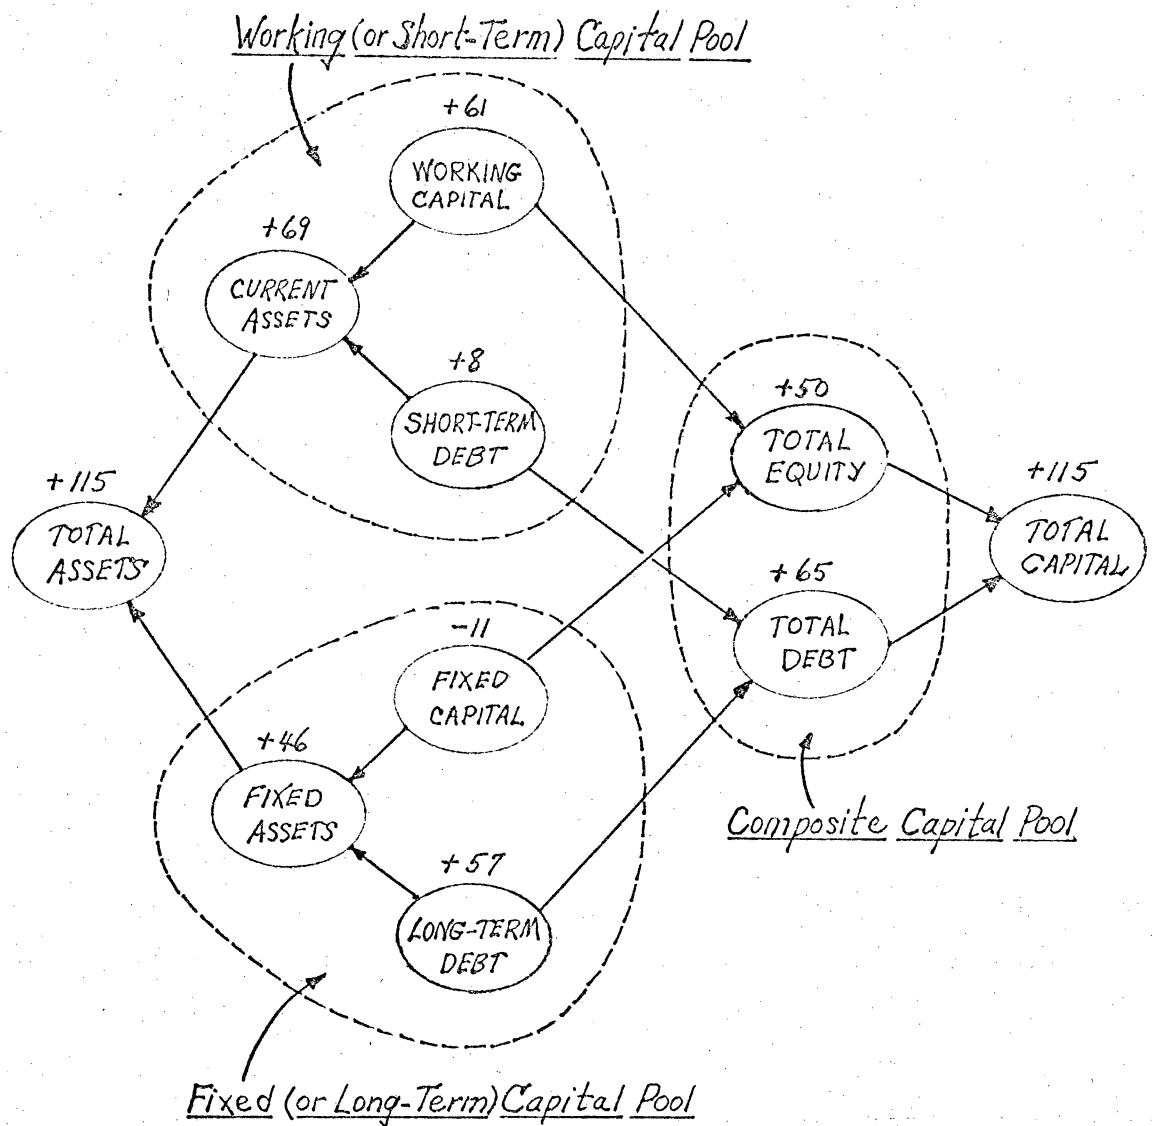 Working (or Short-Term) Capital Pool
+61
WORKING
CAPITAL
+69
CURRENT
ASSETS
+8
SHORT-TERM
DEBT
+50
TOTAL
EQUITY
+115
TOTAL
ASSETS
+115
TOTAL
CAPITAL
+65
TOTAL
DEBT
-11
FIXED
CAPITAL
+46
FIXED
ASSETS
+57
LONG-TERM
DEBT
Composite Capital Pool
Fixed (or Long-Term) Capital Pool